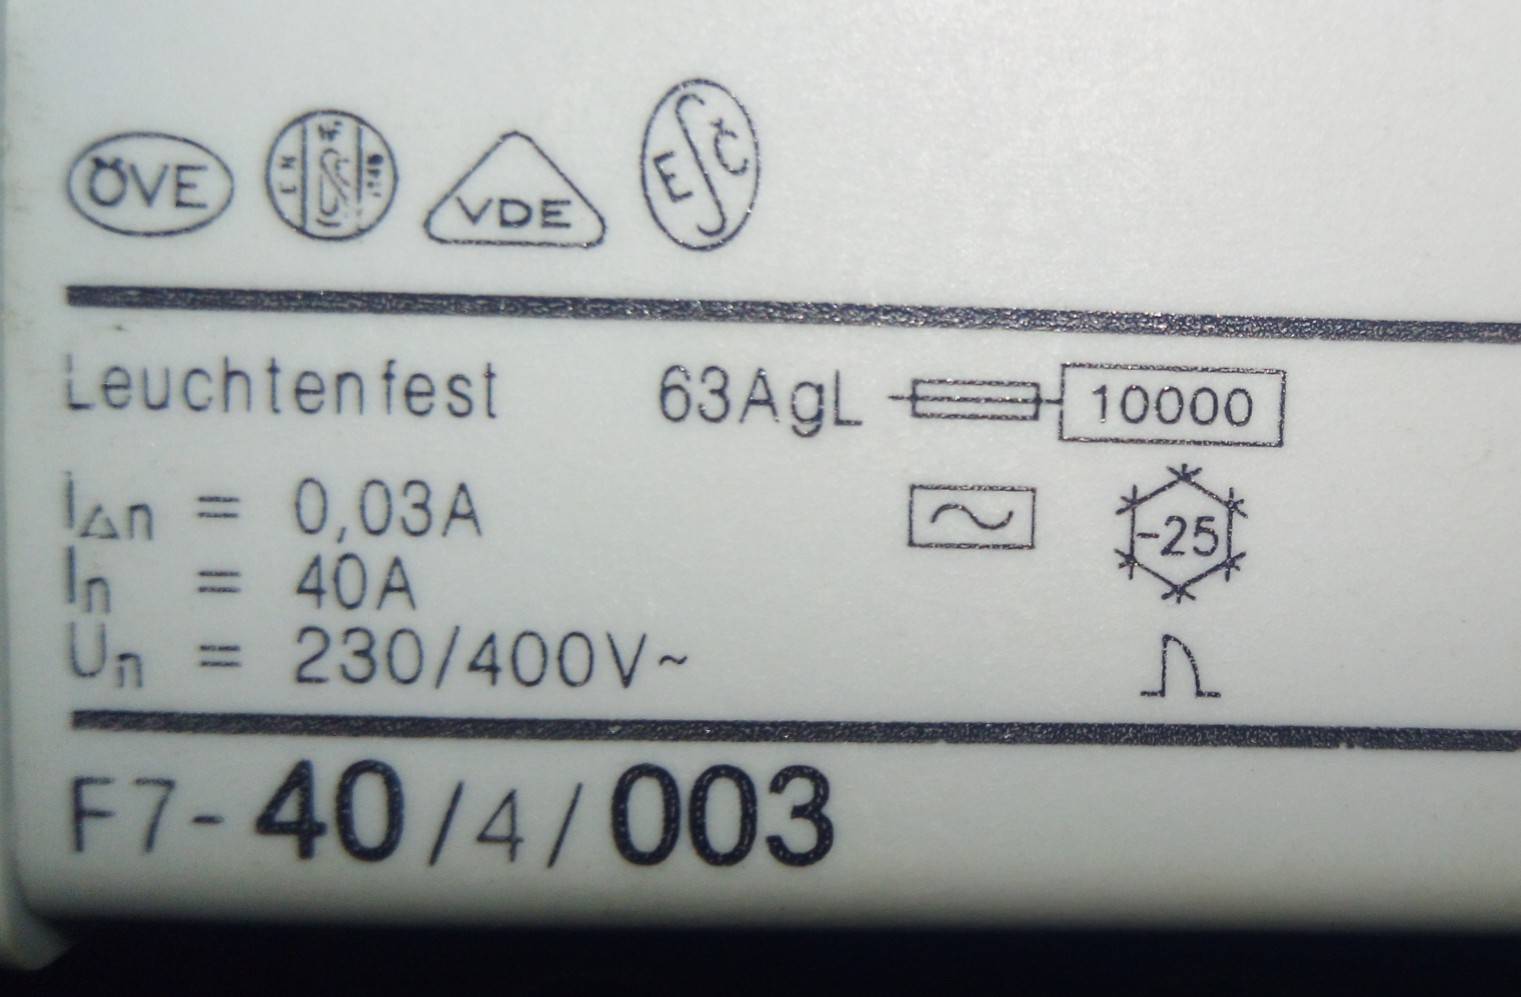 ÖVE VDE
Leuchtenfest 63AgL 10000
I△n = 0,03A
In = 40A -25
Un = 230/400V~
F7-40/4/003